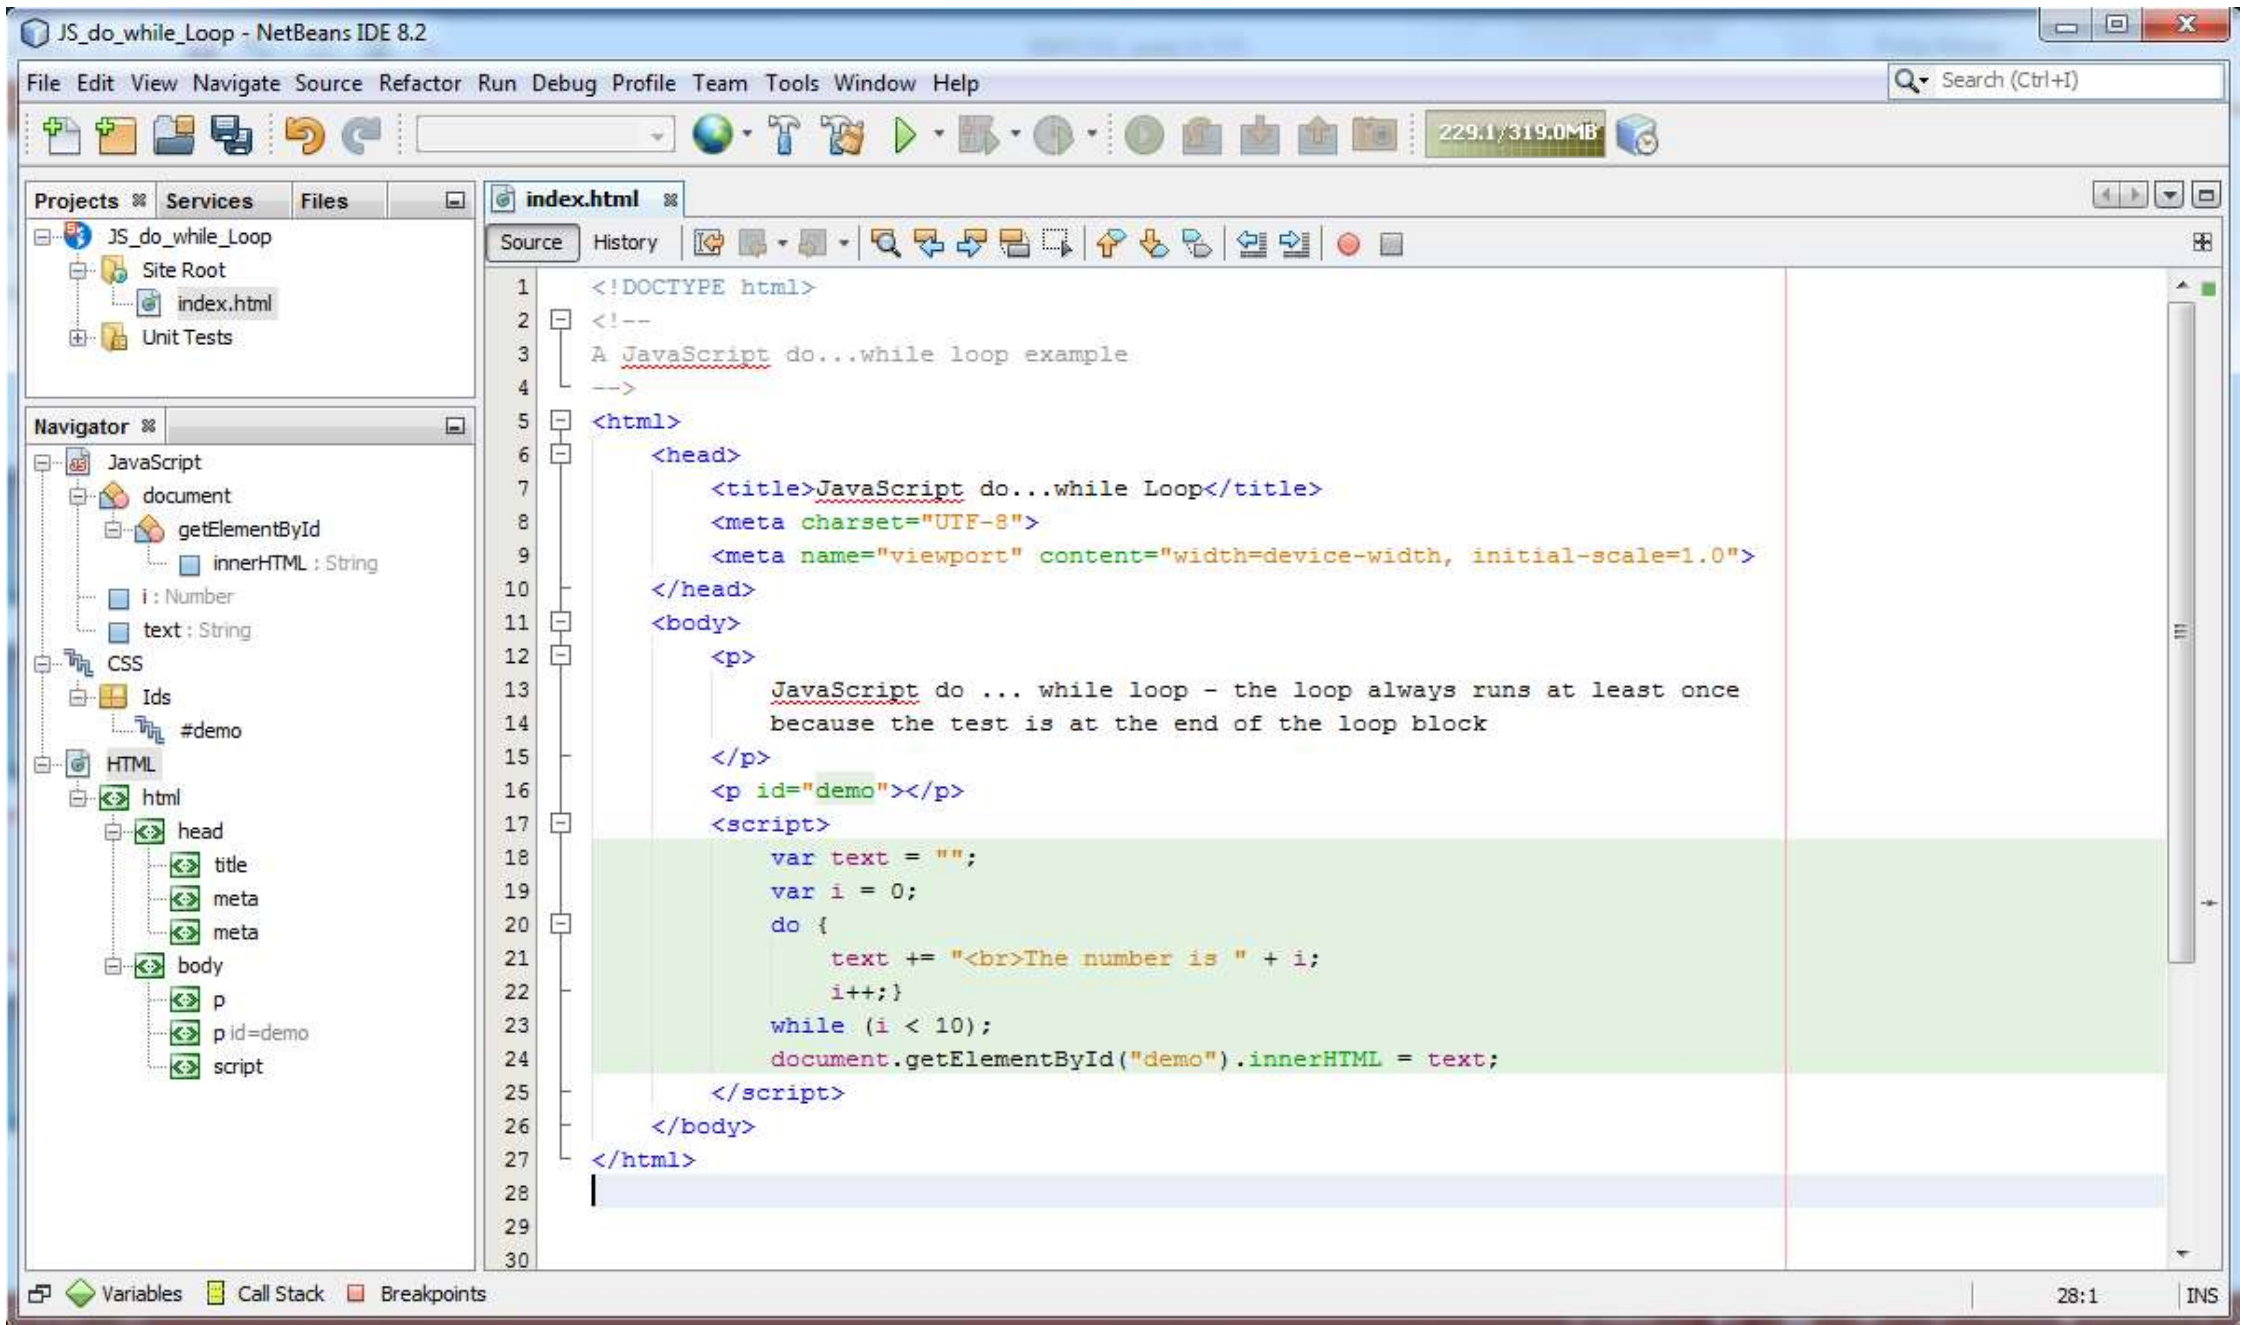 JS_do_while_Loop - NetBeans IDE 8.2
File Edit View Navigate Source Refactor Run Debug Profile Team Tools Window Help
Search (Ctrl+I)
229.1/319.0MB
Projects Services Files
JS_do_while_Loop
Site Root
index.html
Unit Tests
Navigator
JavaScript
document
getElementById
innerHTML : String
i : Number
text : String
CSS
Ids
#demo
HTML
html
head
title
meta
meta
body
p
p id=demo
script
index.html
Source History
1 <!DOCTYPE html>
2 <!--
3 A JavaScript do...while loop example
4 -->
5 <html>
6 <head>
7 <title>JavaScript do...while Loop</title>
8 <meta charset="UTF-8">
9 <meta name="viewport" content="width=device-width, initial-scale=1.0">
10 </head>
11 <body>
12 <p>
13 JavaScript do ... while loop - the loop always runs at least once
14 because the test is at the end of the loop block
15 </p>
16 <p id="demo"></p>
17 <script>
18 var text = "";
19 var i = 0;
20 do {
21 text += "<br>The number is " + i;
22 i++;}
23 while (i < 10);
24 document.getElementById("demo").innerHTML = text;
25 </script>
26 </body>
27 </html>
28
29
30
Variables Call Stack Breakpoints
28:1 INS